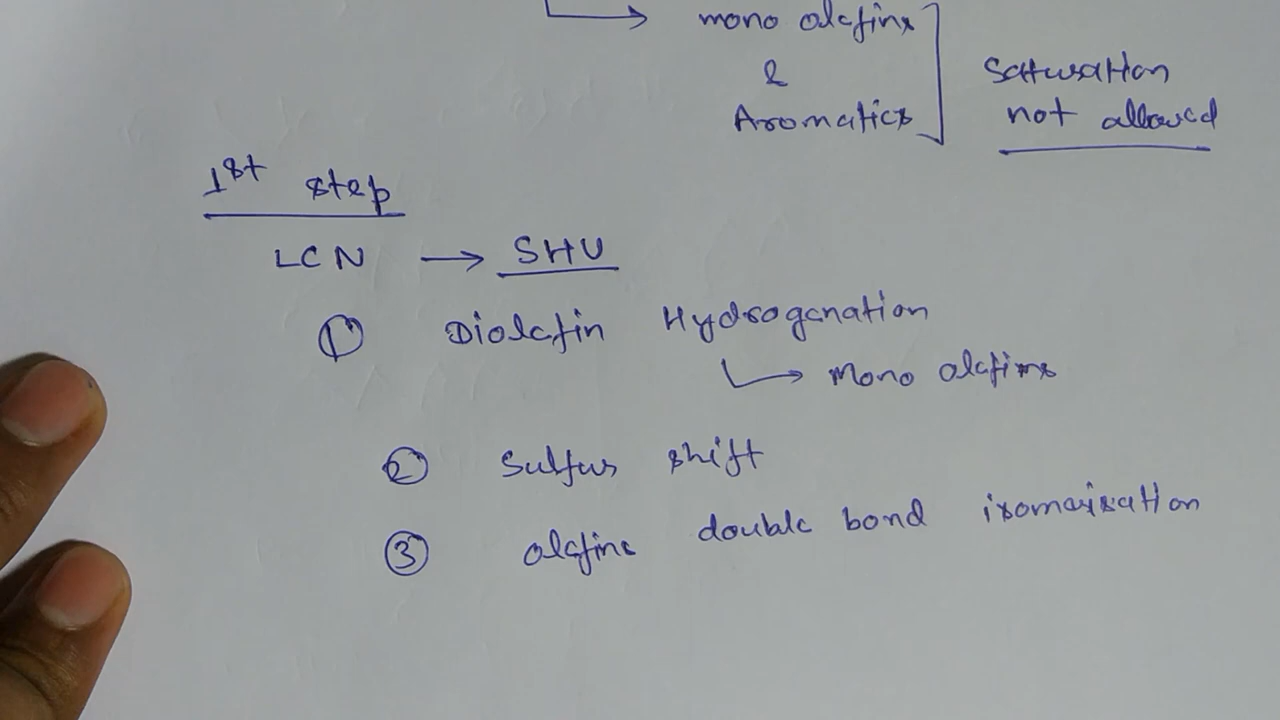 mono olefins
&
Aromatics
Saturation
not allowed
1st step
LCN → SHU
① Diolefin Hydrogenation
→ Mono olefins
② Sulfur shift
③ olefine double bond isomerisation